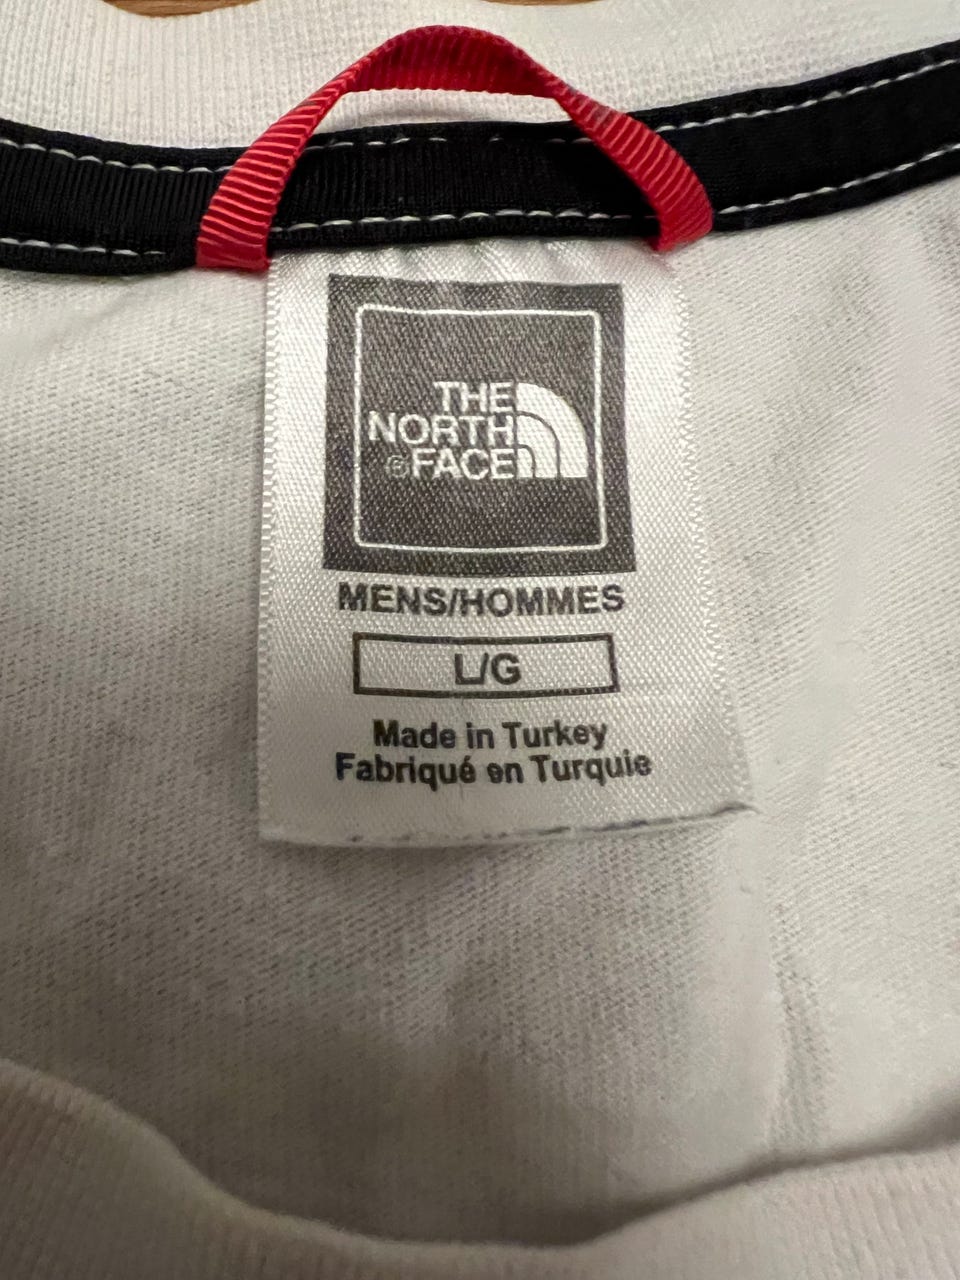 THE
NORTH
®FACE
MENS/HOMMES
L/G
Made in Turkey
Fabriqué en Turquie